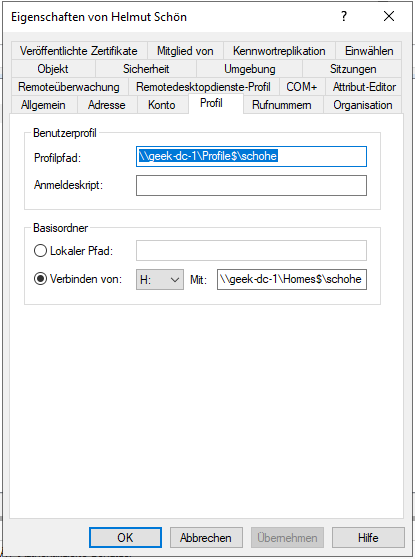 Eigenschaften von Helmut Schön ? ×
Veröffentlichte Zertifikate Mitglied von Kennwortreplikation Einwählen
Objekt Sicherheit Umgebung Sitzungen
Remoteüberwachung Remotedesktopdienste-Profil COM+ Attribut-Editor
Allgemein Adresse Konto Profil Rufnummern Organisation
Benutzerprofil
Profilpfad: \\geek-dc-1\Profile$\schohe
Anmeldeskript:
Basisordner
Lokaler Pfad:
Verbinden von: H: Mit: \\geek-dc-1\Homes$\schohe
OK Abbrechen Übernehmen Hilfe